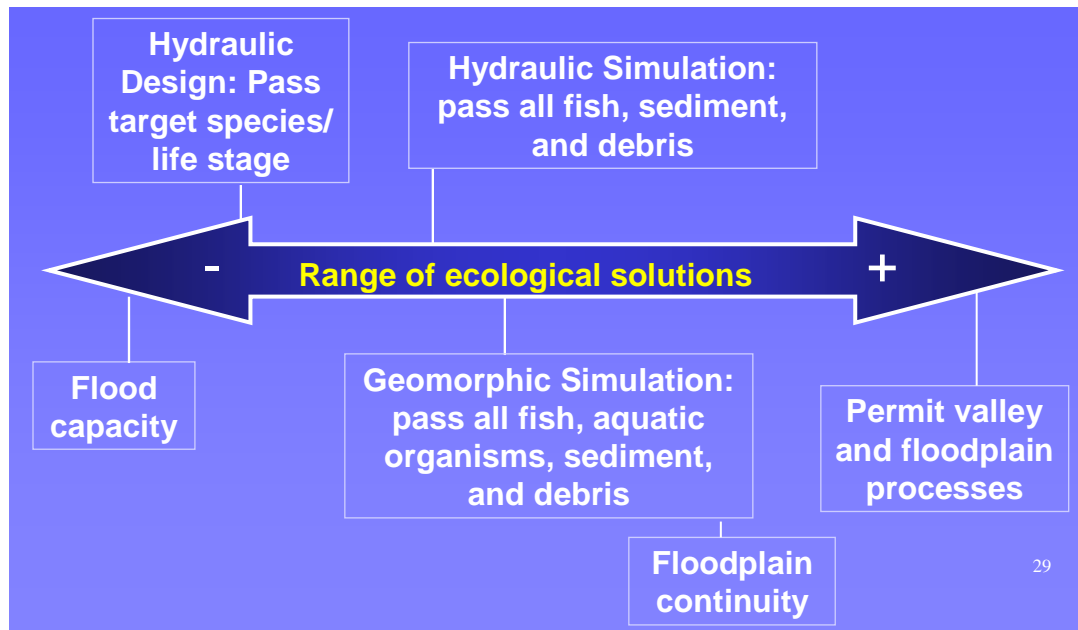 Hydraulic
Design: Pass
target species/
life stage
Hydraulic Simulation:
pass all fish, sediment,
and debris
-
Range of ecological solutions
+
Flood
capacity
Geomorphic Simulation:
pass all fish, aquatic
organisms, sediment,
and debris
Permit valley
and floodplain
processes
Floodplain
continuity
29